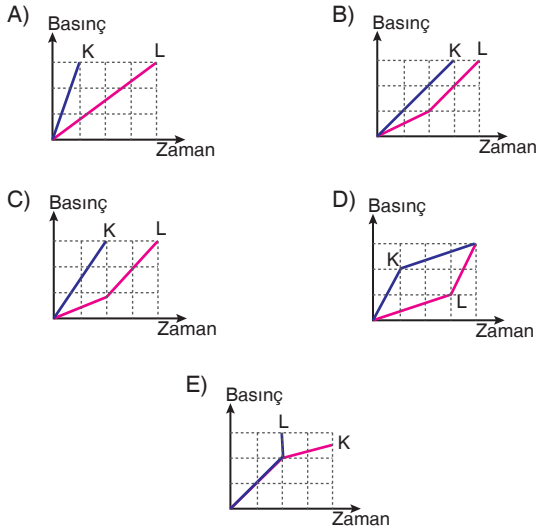 A)
Basınç
K
L
Zaman
B)
Basınç
K
L
Zaman
C)
Basınç
K
L
Zaman
D)
Basınç
K
L
Zaman
E)
Basınç
L
K
Zaman